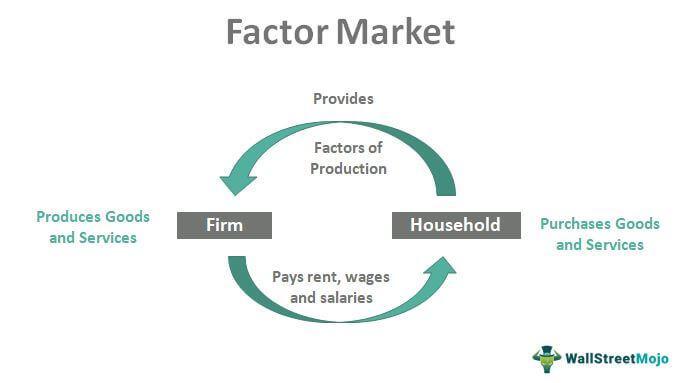 Factor Market
Provides
Factors of
Production
Produces Goods
and Services
Firm
Household
Purchases Goods
and Services
Pays rent, wages
and salaries
WallStreetMojo